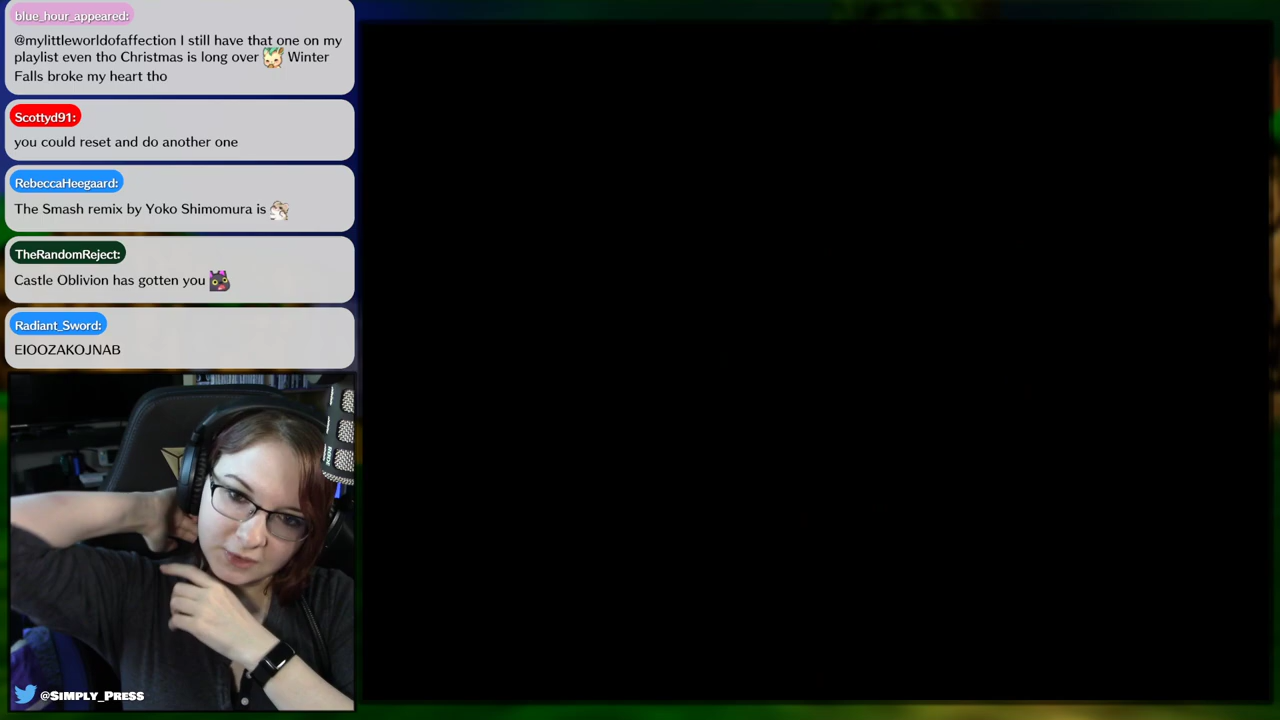 blue_hour_appeared:
@mylittleworldofaffection I still have that one on my
playlist even tho Christmas is long over Winter
Falls broke my heart tho
Scottyd91:
you could reset and do another one
RebeccaHeegaard:
The Smash remix by Yoko Shimomura is
TheRandomReject:
Castle Oblivion has gotten you
Radiant_Sword:
EIOOZAKOJNAB
@Simply_Press